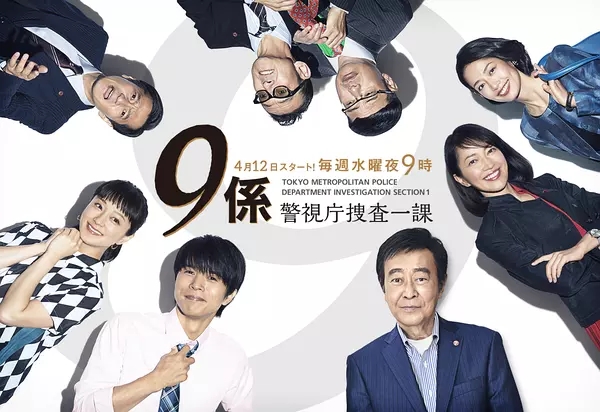 4月12日スタート!毎週水曜夜9時
9係
TOKYO METROPOLITAN POLICE
DEPARTMENT INVESTIGATION SECTION 1
警視庁捜査一課